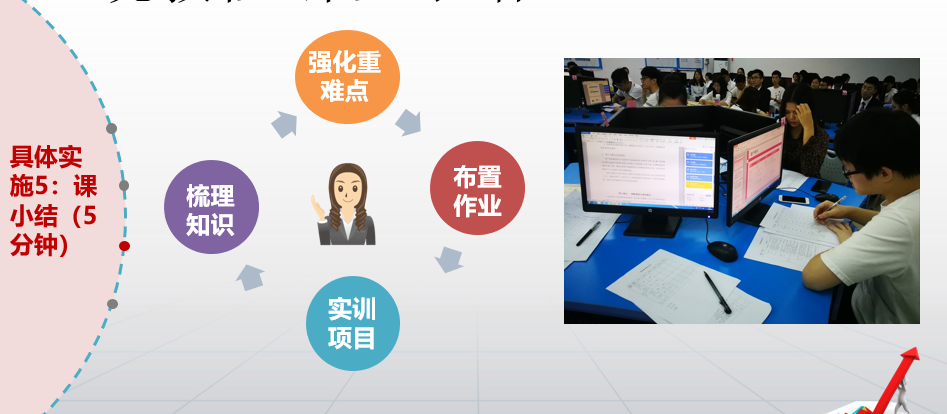 具体实
施5：课
小结（5
分钟）
强化重
难点
梳理
知识
布置
作业
实训
项目